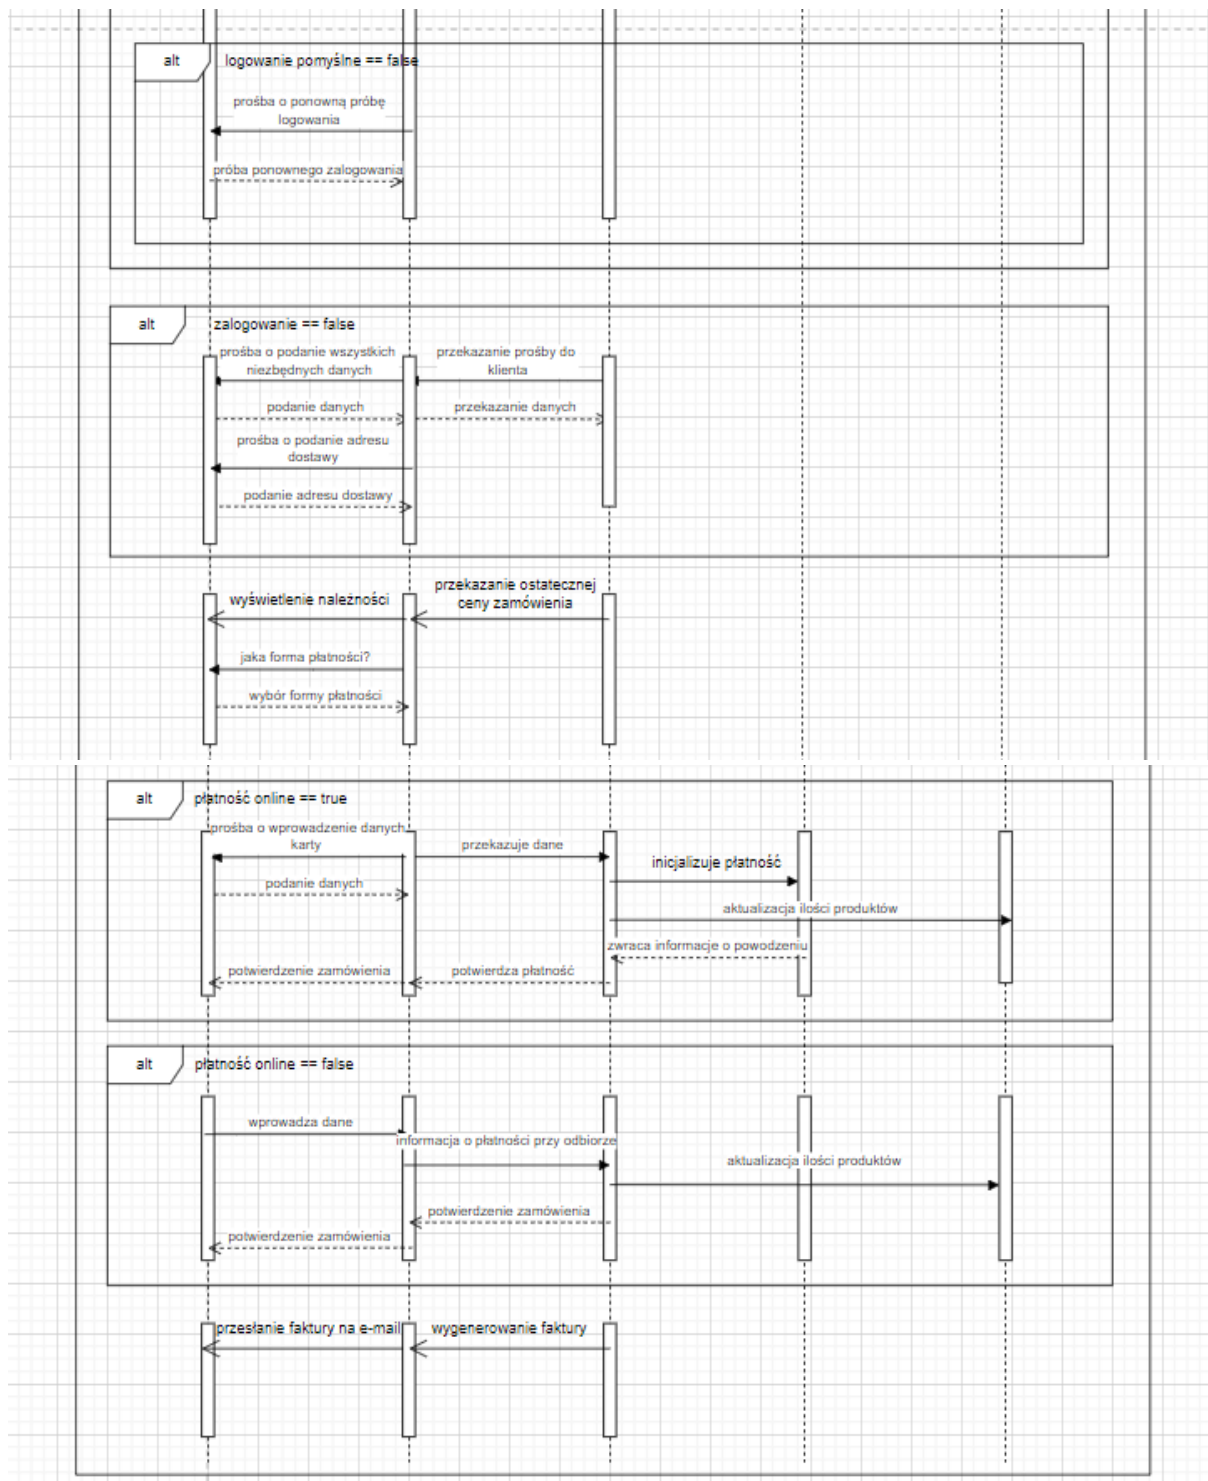 alt
logowanie pomyślne == false
prośba o ponowną próbę
logowania
próba ponownego zalogowania
alt
zalogowanie == false
prośba o podanie wszystkich
niezbędnych danych
przekazanie prośby do
klienta
podanie danych
przekazanie danych
prośba o podanie adresu
dostawy
podanie adresu dostawy
przekazanie ostatecznej
ceny zamówienia
wyświetlenie należności
jaka forma płatności?
wybór formy płatności
alt
płatność online == true
prośba o wprowadzenie danych
karty
przekazuje dane
inicjalizuje płatność
podanie danych
aktualizacja ilości produktów
zwraca informacje o powodzeniu
potwierdzenie zamówienia
potwierdza płatność
alt
płatność online == false
wprowadza dane
informacja o płatności przy odbiorze
aktualizacja ilości produktów
potwierdzenie zamówienia
potwierdzenie zamówienia
przesłanie faktury na e-mail
wygenerowanie faktury